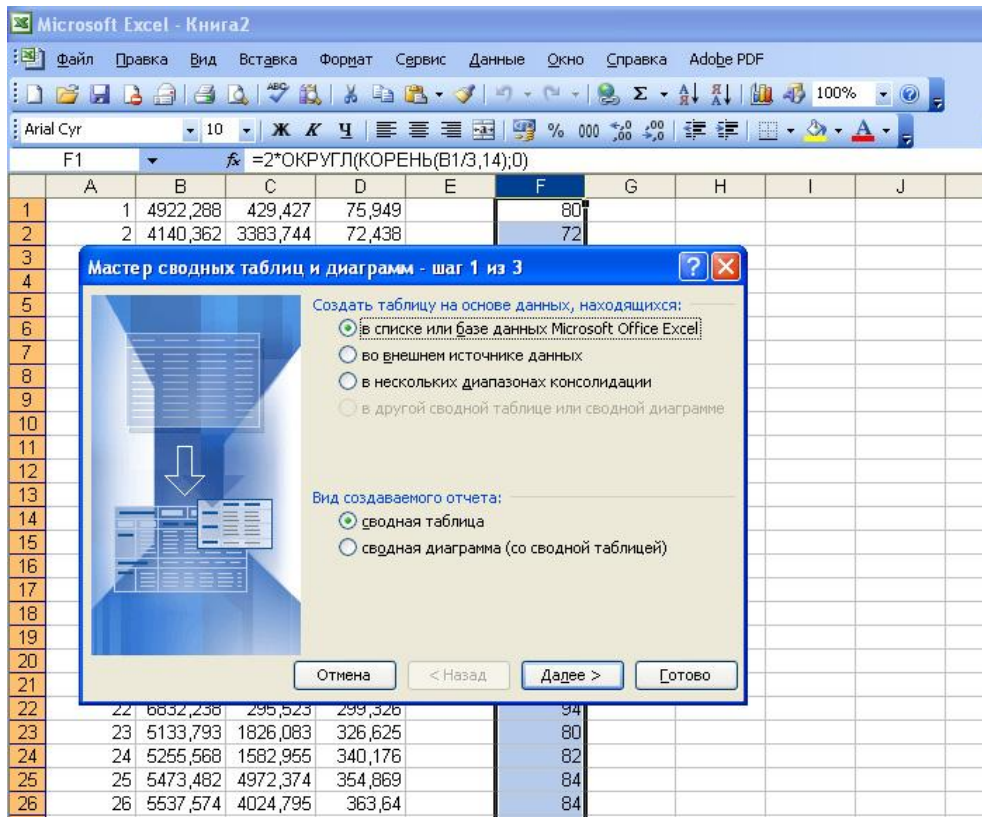 Microsoft Excel - Книга2
Файл Правка Вид Вставка Формат Сервис Данные Окно Справка Adobe PDF
100%
Arial Cyr 10 Ж К Ч % 000
F1 fx =2*ОКРУГЛ(КОРЕНЬ(B1/3,14);0)
A B C D E F G H I J
1 1 4922,288 429,427 75,949 80
2 2 4140,362 3383,744 72,438 72
3
Мастер сводных таблиц и диаграмм - шаг 1 из 3
4
5 Создать таблицу на основе данных, находящихся:
6 в списке или базе данных Microsoft Office Excel
7 во внешнем источнике данных
8 в нескольких диапазонах консолидации
9 в другой сводной таблице или сводной диаграмме
10
11
12
13 Вид создаваемого отчета:
14 сводная таблица
15 сводная диаграмма (со сводной таблицей)
16
17
18
19
20
21 Отмена < Назад Далее > Готово
22 22 6832,238 295,523 299,326 94
23 23 5133,793 1826,083 326,625 80
24 24 5255,568 1582,955 340,176 82
25 25 5473,482 4972,374 354,869 84
26 26 5537,574 4024,795 363,64 84